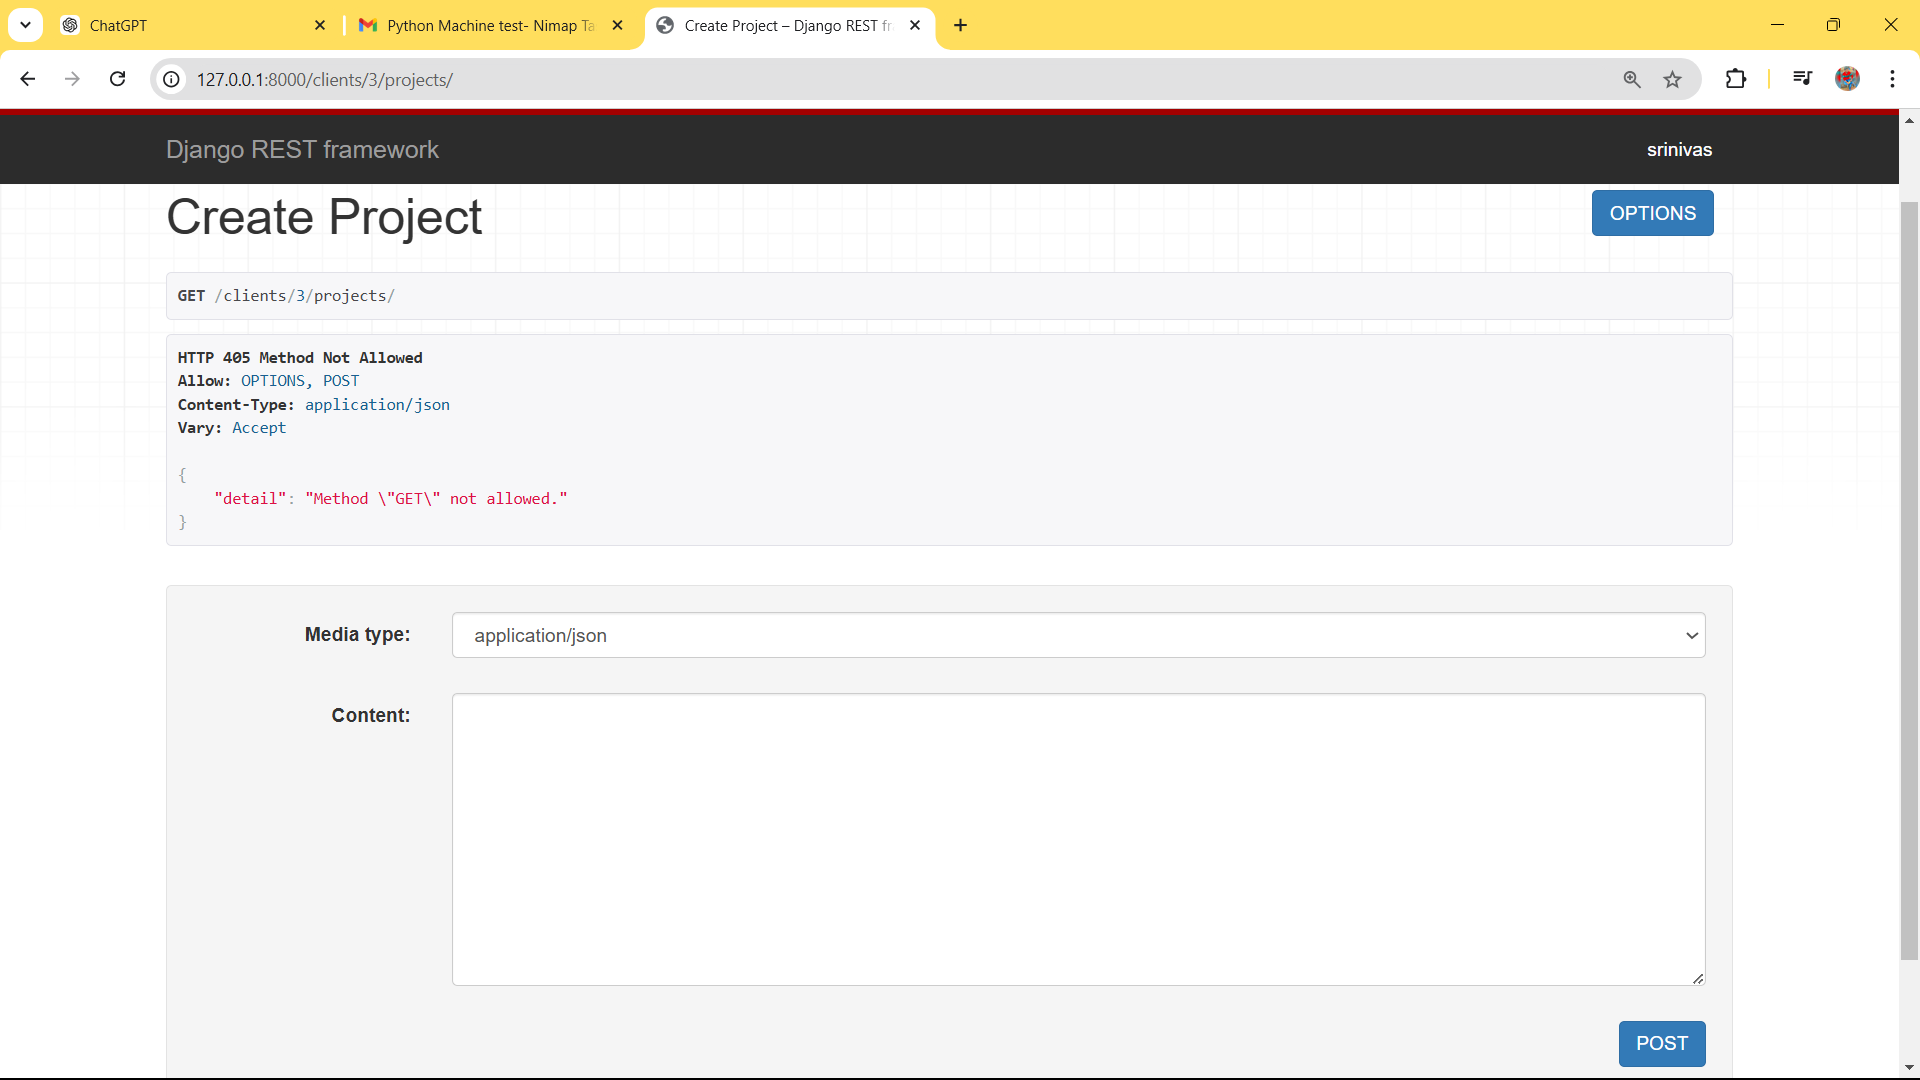 ChatGPT
Python Machine test- Nimap Ta
Create Project – Django REST fr
127.0.0.1:8000/clients/3/projects/
Django REST framework
srinivas
Create Project
OPTIONS
GET /clients/3/projects/
HTTP 405 Method Not Allowed
Allow: OPTIONS, POST
Content-Type: application/json
Vary: Accept
{
"detail": "Method \"GET\" not allowed."
}
Media type:
application/json
Content:
POST